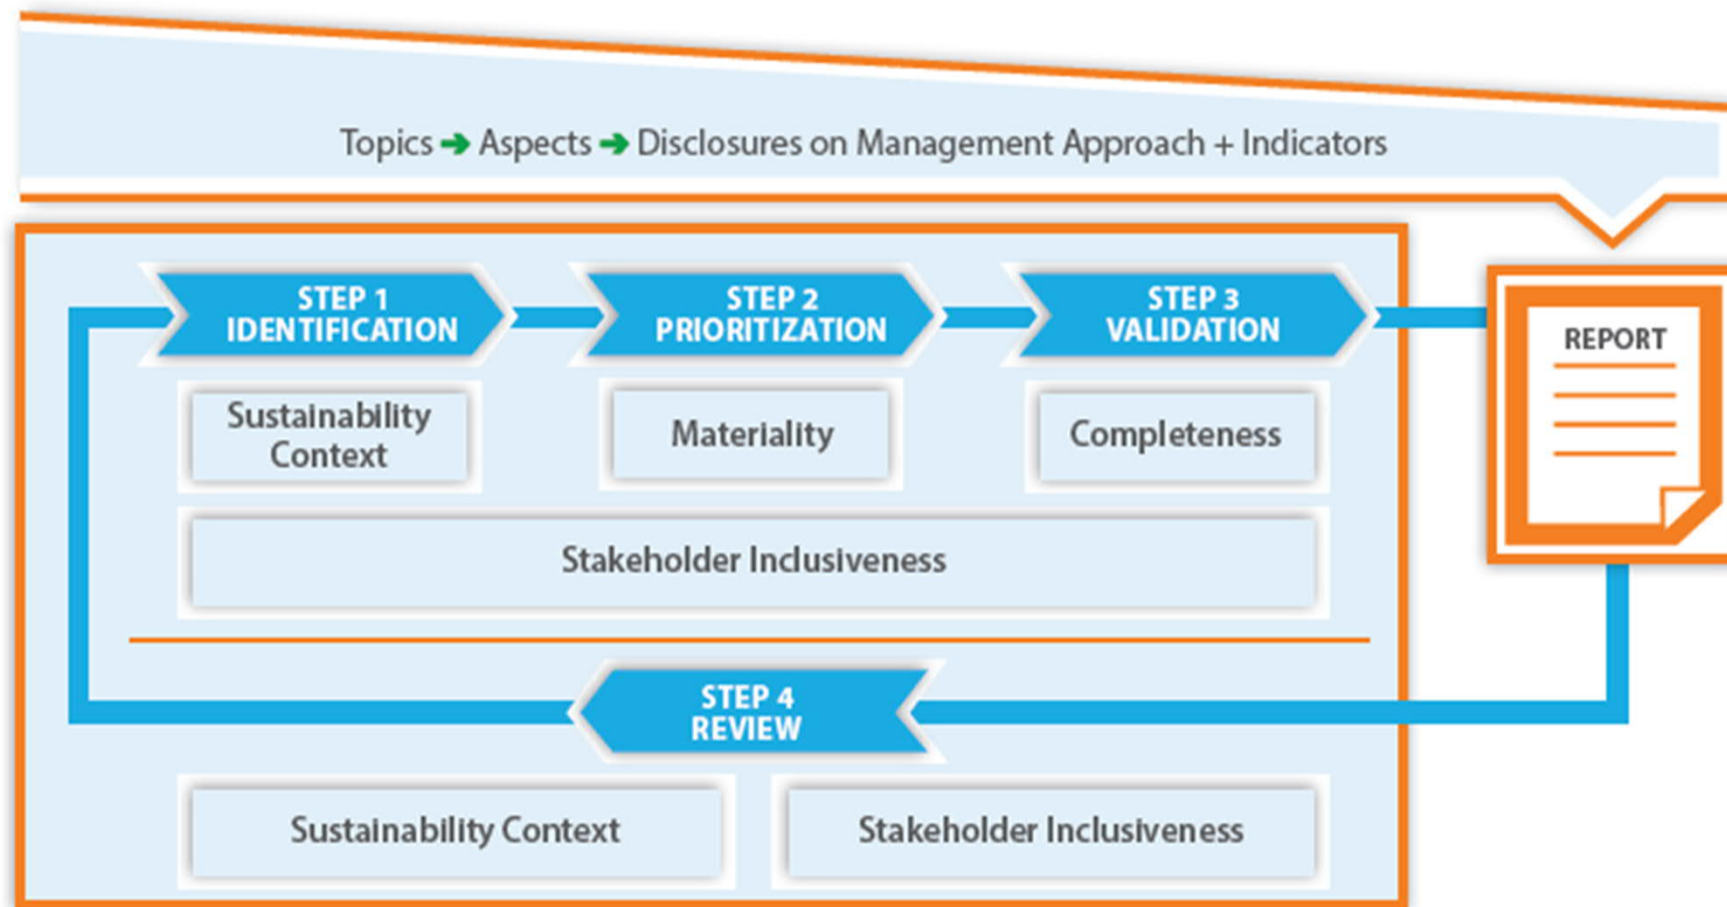 Topics ➔ Aspects ➔ Disclosures on Management Approach + Indicators
STEP 1
IDENTIFICATION
STEP 2
PRIORITIZATION
STEP 3
VALIDATION
REPORT
Sustainability
Context
Materiality
Completeness
Stakeholder Inclusiveness
STEP 4
REVIEW
Sustainability Context
Stakeholder Inclusiveness